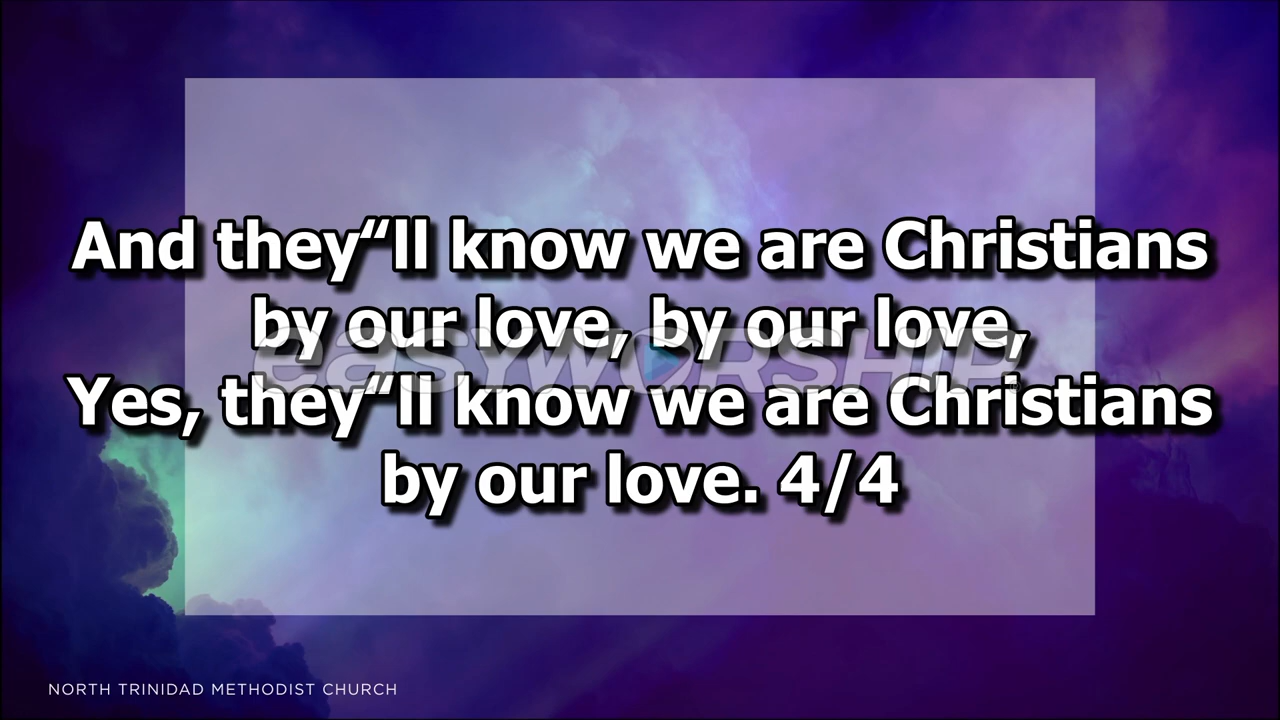 And they“ll know we are Christians
by our love, by our love,
easyworship
Yes, they“ll know we are Christians
by our love. 4/4
NORTH TRINIDAD METHODIST CHURCH